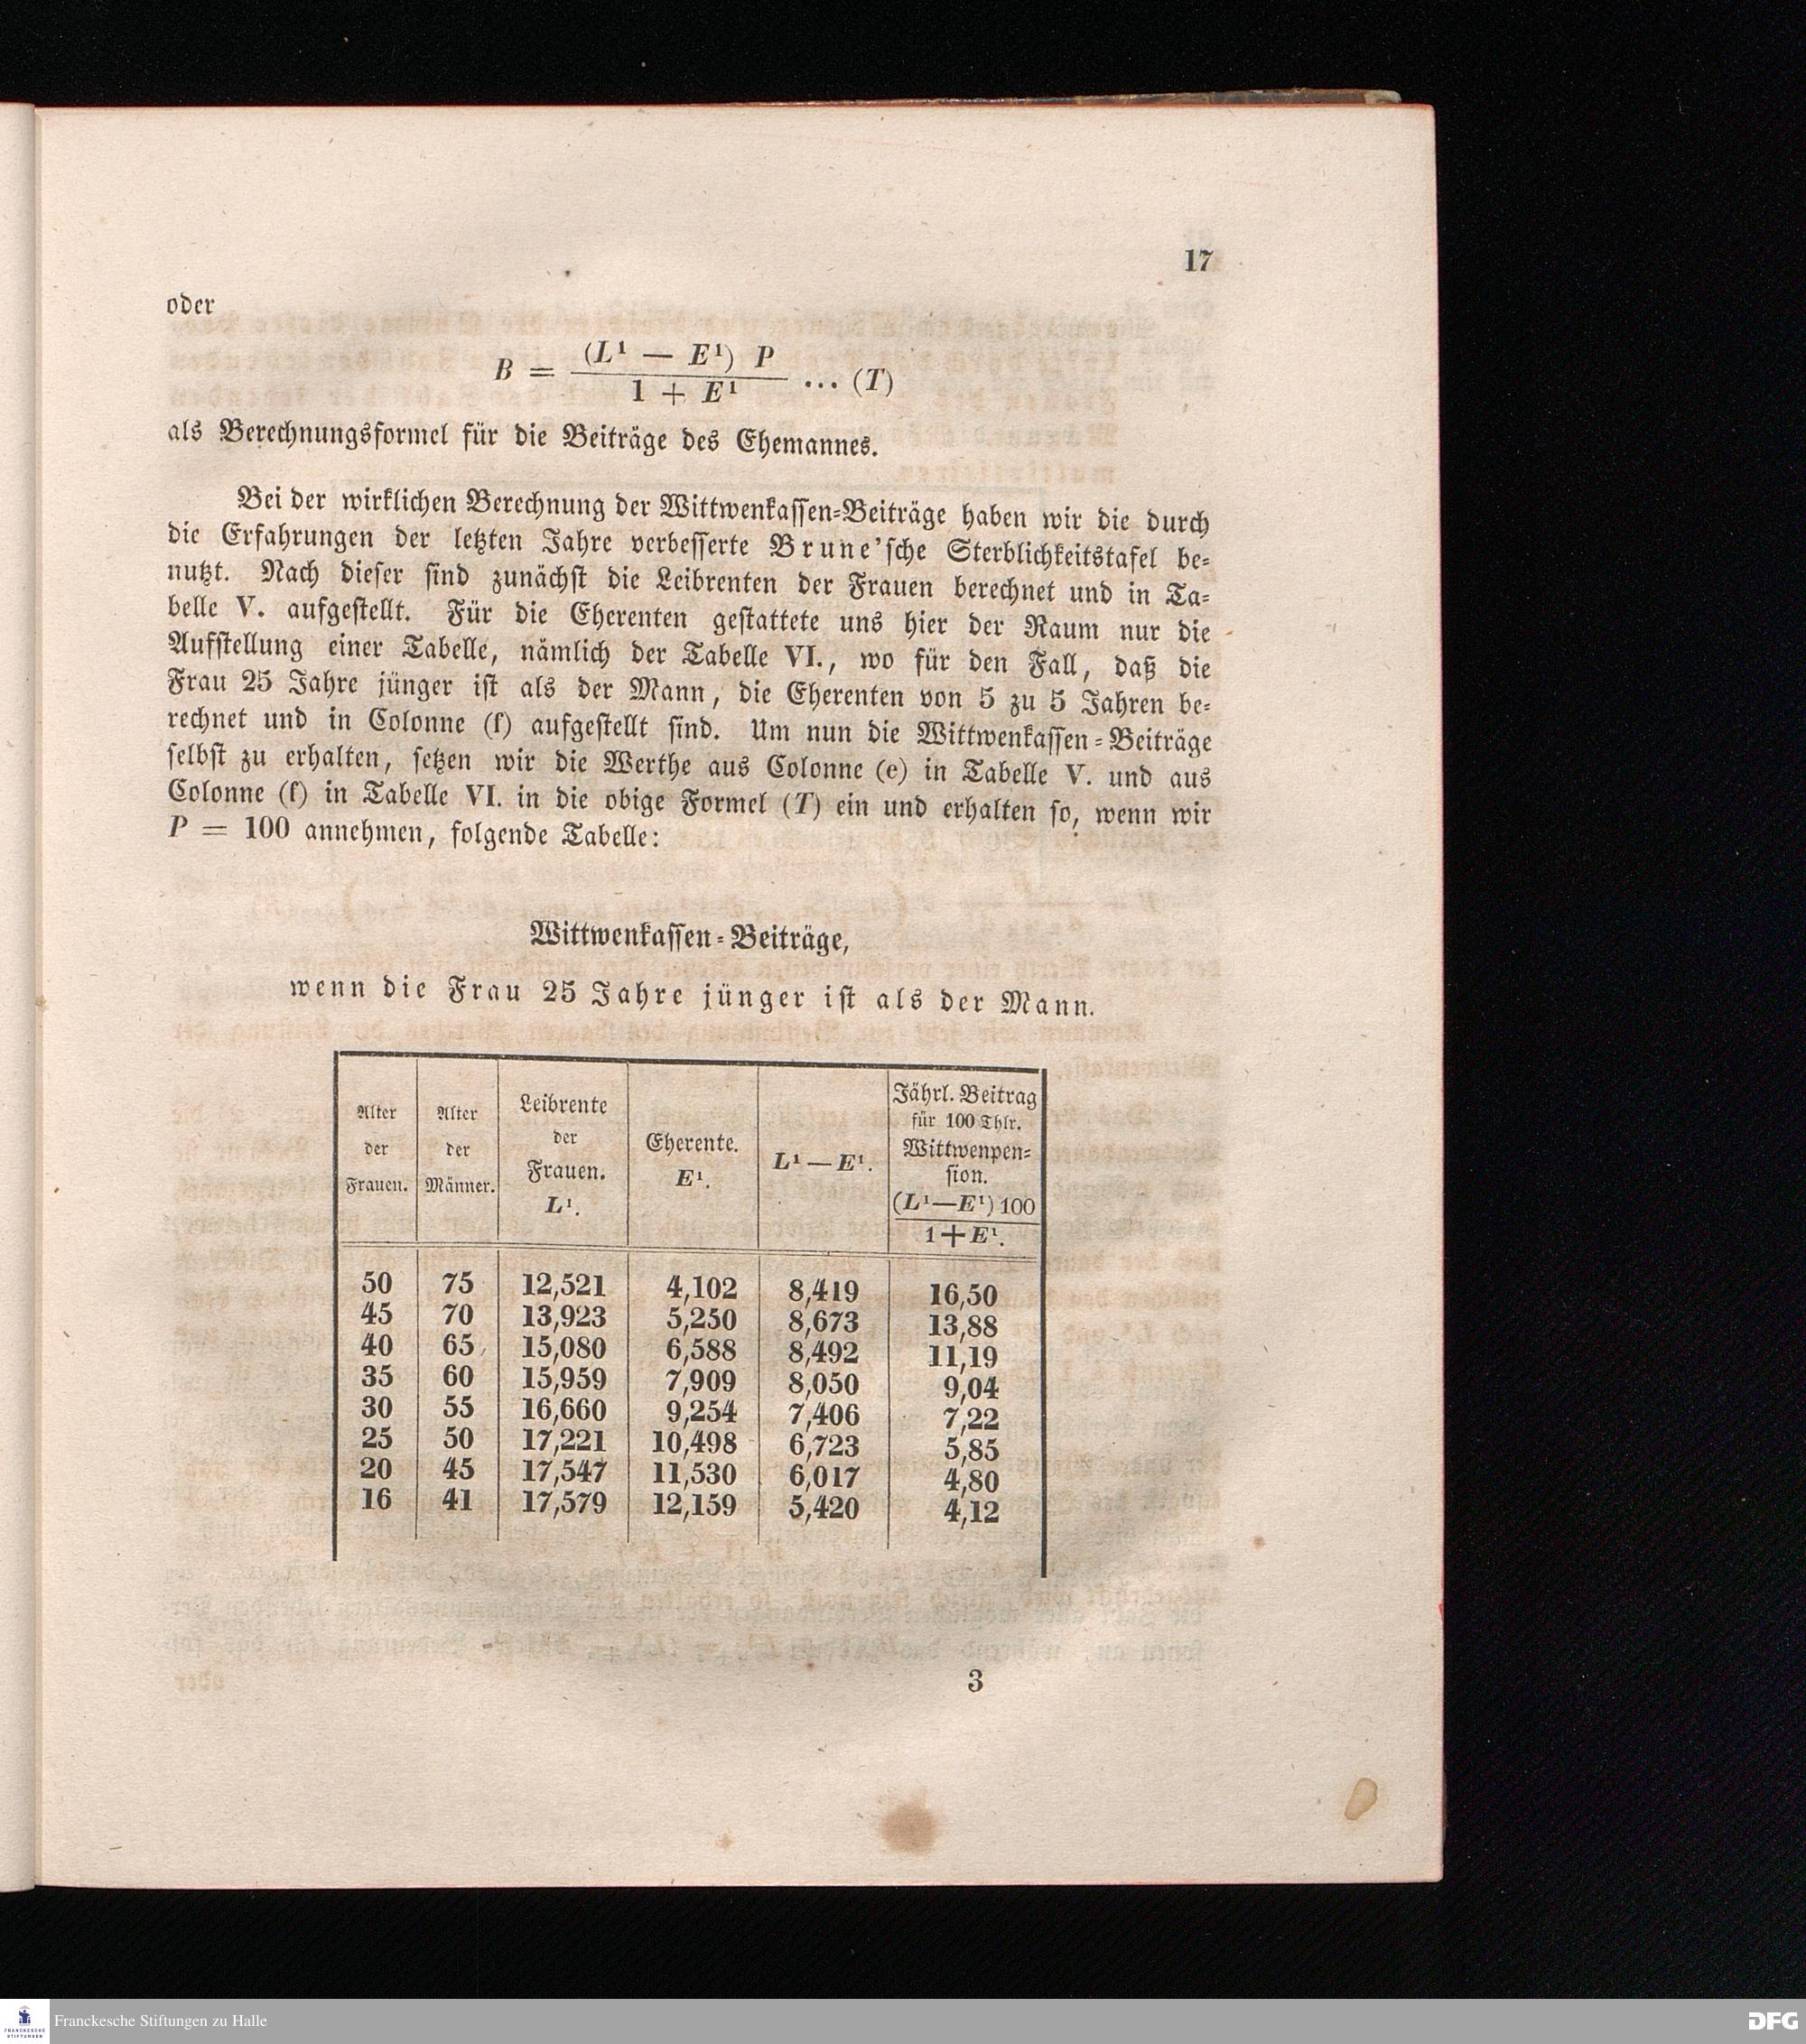 17
oder
B = (L¹ — E¹) P / 1 + E¹ ... (T)
als Berechnungsformel für die Beiträge des Ehemannes.
Bei der wirklichen Berechnung der Wittwenkassen-Beiträge haben wir die durch
die Erfahrungen der letzten Jahre verbesserte Brune'sche Sterblichkeitstafel be-
nutzt. Nach dieser sind zunächst die Leibrenten der Frauen berechnet und in Ta-
belle V. aufgestellt. Für die Eherenten gestattete uns hier der Raum nur die
Aufstellung einer Tabelle, nämlich der Tabelle VI., wo für den Fall, daß die
Frau 25 Jahre jünger ist als der Mann, die Eherenten von 5 zu 5 Jahren be-
rechnet und in Colonne (f) aufgestellt sind. Um nun die Wittwenkassen-Beiträge
selbst zu erhalten, setzen wir die Werthe aus Colonne (e) in Tabelle V. und aus
Colonne (f) in Tabelle VI. in die obige Formel (T) ein und erhalten so, wenn wir
P = 100 annehmen, folgende Tabelle:
Wittwenkassen-Beiträge,
wenn die Frau 25 Jahre jünger ist als der Mann.
Alter der Frauen. | Alter der Männer. | Leibrente der Frauen. L¹. | Eherente. E¹. | L¹ — E¹. | Jährl. Beitrag für 100 Thlr. Wittwenpen-sion. (L¹—E¹) 100 / 1+E¹.
50 75 12,521 4,102 8,419 16,50
45 70 13,923 5,250 8,673 13,88
40 65 15,080 6,588 8,492 11,19
35 60 15,959 7,909 8,050 9,04
30 55 16,660 9,254 7,406 7,22
25 50 17,221 10,498 6,723 5,85
20 45 17,547 11,530 6,017 4,80
16 41 17,579 12,159 5,420 4,12
3
FRANCKESCHE STIFTUNGEN
Franckesche Stiftungen zu Halle
DFG